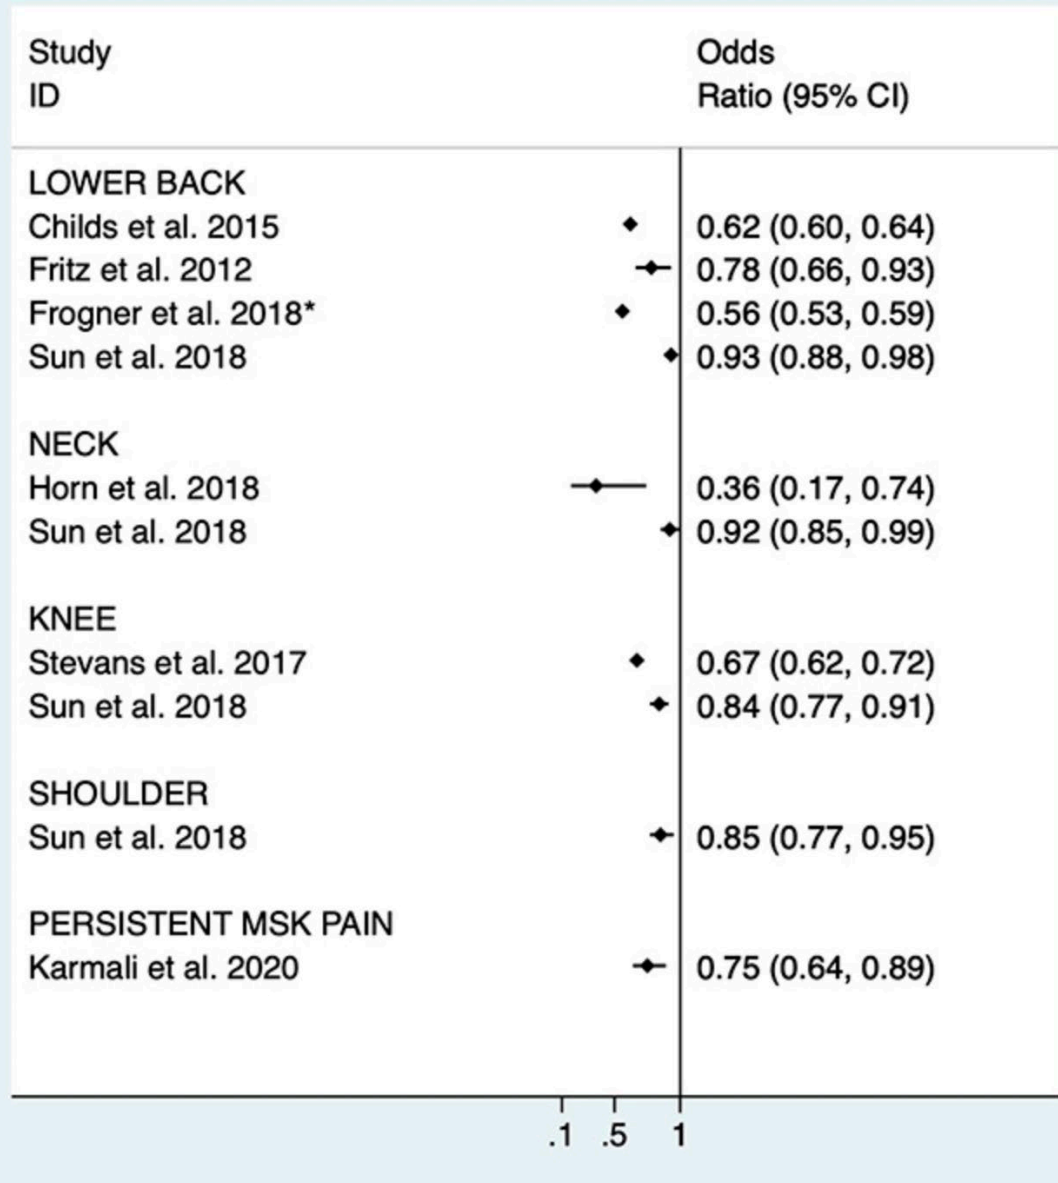 Study Odds
ID Ratio (95% CI)
LOWER BACK
Childs et al. 2015 0.62 (0.60, 0.64)
Fritz et al. 2012 0.78 (0.66, 0.93)
Frogner et al. 2018* 0.56 (0.53, 0.59)
Sun et al. 2018 0.93 (0.88, 0.98)
NECK
Horn et al. 2018 0.36 (0.17, 0.74)
Sun et al. 2018 0.92 (0.85, 0.99)
KNEE
Stevans et al. 2017 0.67 (0.62, 0.72)
Sun et al. 2018 0.84 (0.77, 0.91)
SHOULDER
Sun et al. 2018 0.85 (0.77, 0.95)
PERSISTENT MSK PAIN
Karmali et al. 2020 0.75 (0.64, 0.89)
.1 .5 1